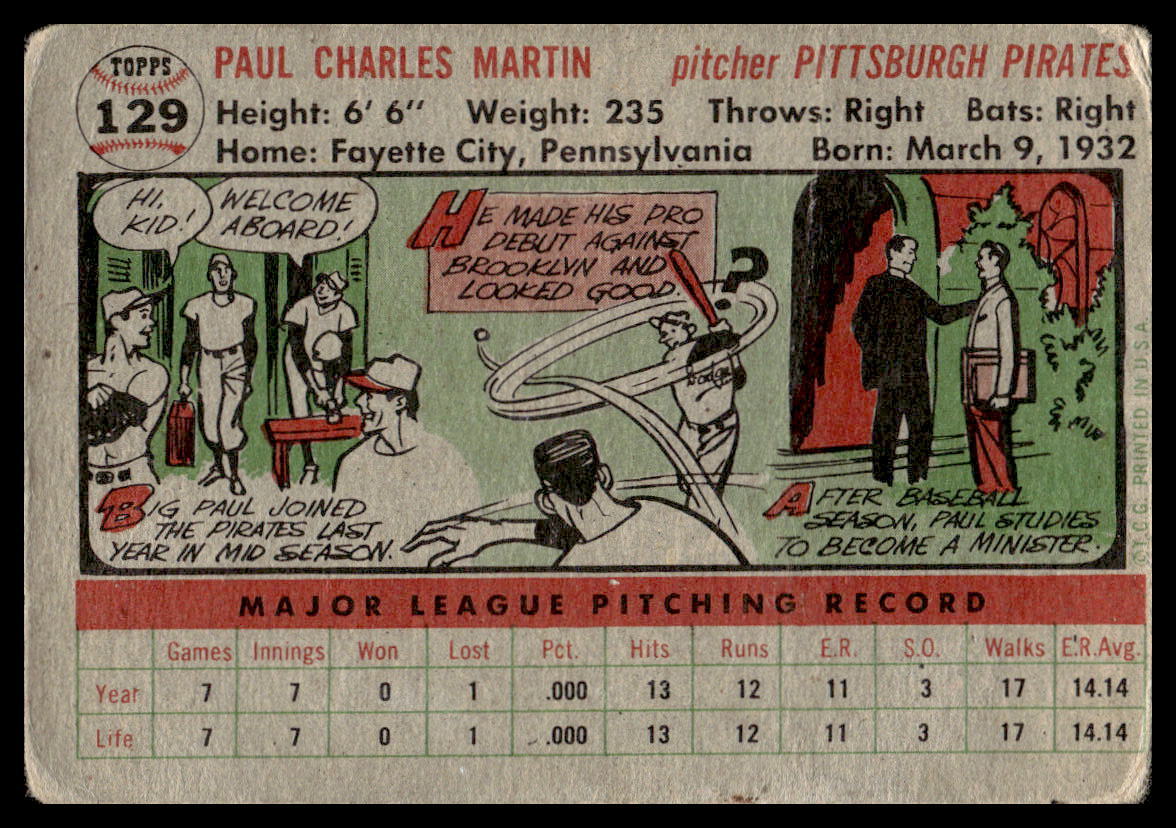 TOPPS
129
PAUL CHARLES MARTIN pitcher PITTSBURGH PIRATES
Height: 6' 6" Weight: 235 Throws: Right Bats: Right
Home: Fayette City, Pennsylvania Born: March 9, 1932
HI,
KID!
WELCOME
ABOARD!
BIG PAUL JOINED
THE PIRATES LAST
YEAR IN MID SEASON.
HE MADE HIS PRO
DEBUT AGAINST
BROOKLYN AND
LOOKED GOOD
?
Dodge
AFTER BASEBALL
SEASON, PAUL STUDIES
TO BECOME A MINISTER.
© T.C.G. PRINTED IN U.S.A.
MAJOR LEAGUE PITCHING RECORD
Games Innings Won Lost Pct. Hits Runs E.R. S.O. Walks E.R.Avg.
Year 7 7 0 1 .000 13 12 11 3 17 14.14
Life 7 7 0 1 .000 13 12 11 3 17 14.14